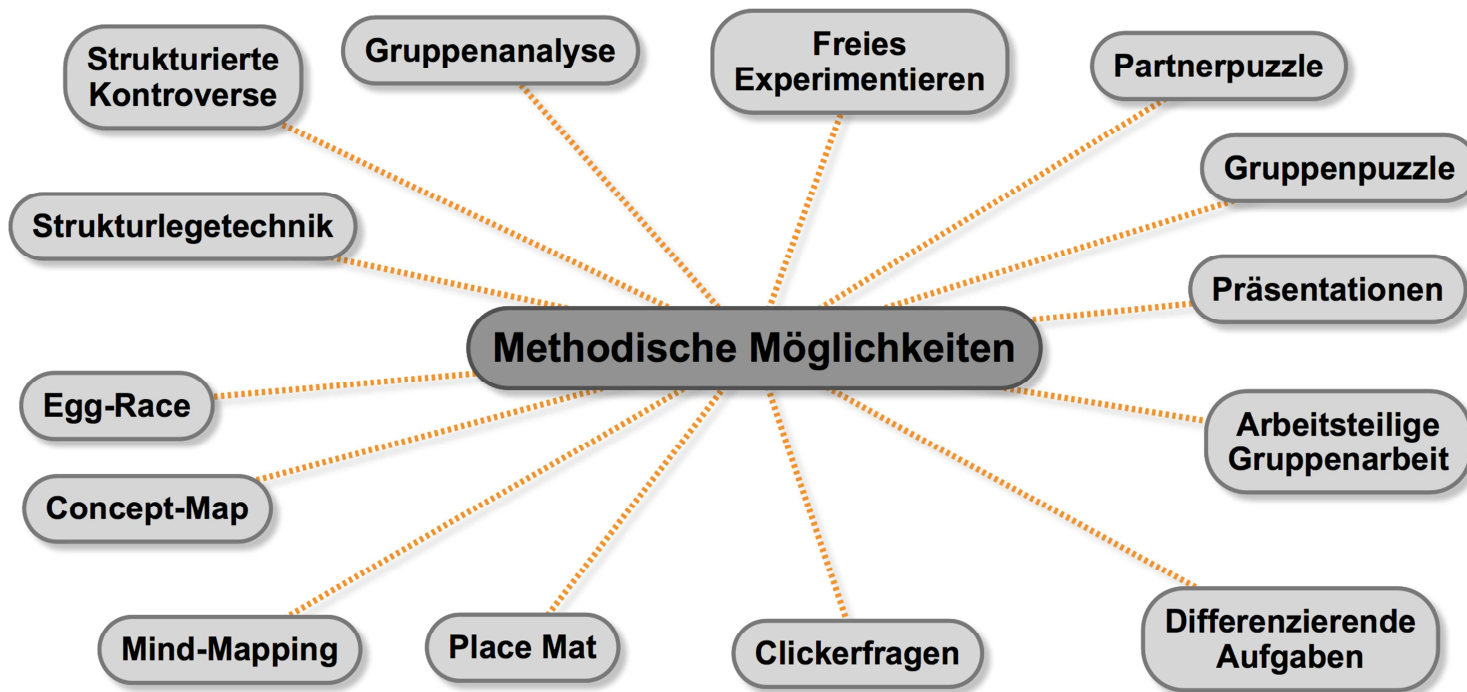 Strukturierte
Kontroverse
Gruppenanalyse
Freies
Experimentieren
Partnerpuzzle
Gruppenpuzzle
Strukturlegetechnik
Präsentationen
Methodische Möglichkeiten
Egg-Race
Arbeitsteilige
Gruppenarbeit
Concept-Map
Mind-Mapping
Place Mat
Clickerfragen
Differenzierende
Aufgaben